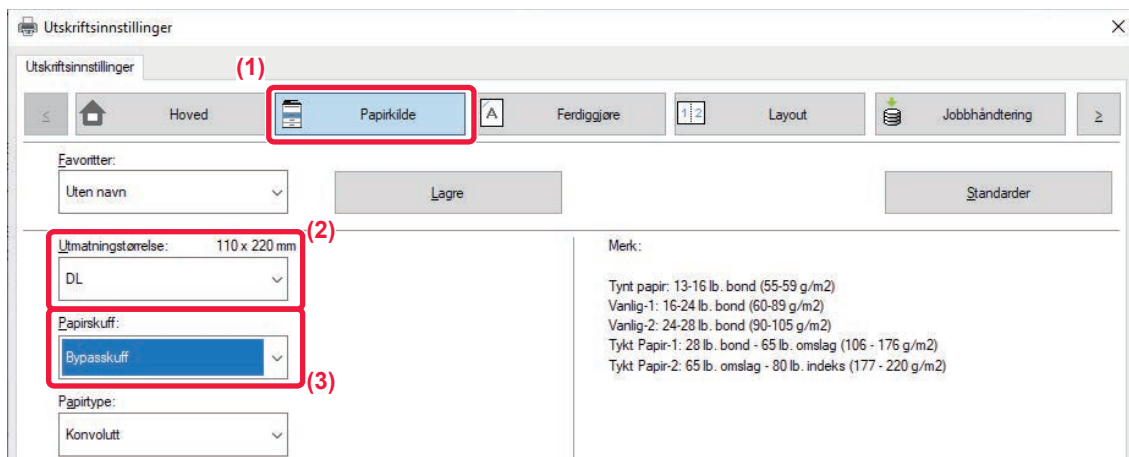 Utskriftsinnstillinger
Utskriftsinnstillinger
(1)
Hoved
Papirkilde
Ferdiggjøre
Layout
Jobbhåndtering
Favoritter:
Uten navn
Lagre
Standarder
Utmatningstørrelse: 110 x 220 mm
(2)
DL
Papirskuff:
Bypasskuff
(3)
Papirtype:
Konvolutt
Merk:
Tynt papir: 13-16 lb. bond (55-59 g/m2)
Vanlig-1: 16-24 lb. bond (60-89 g/m2)
Vanlig-2: 24-28 lb. bond (90-105 g/m2)
Tykt Papir-1: 28 lb. bond - 65 lb. omslag (106 - 176 g/m2)
Tykt Papir-2: 65 lb. omslag - 80 lb. indeks (177 - 220 g/m2)